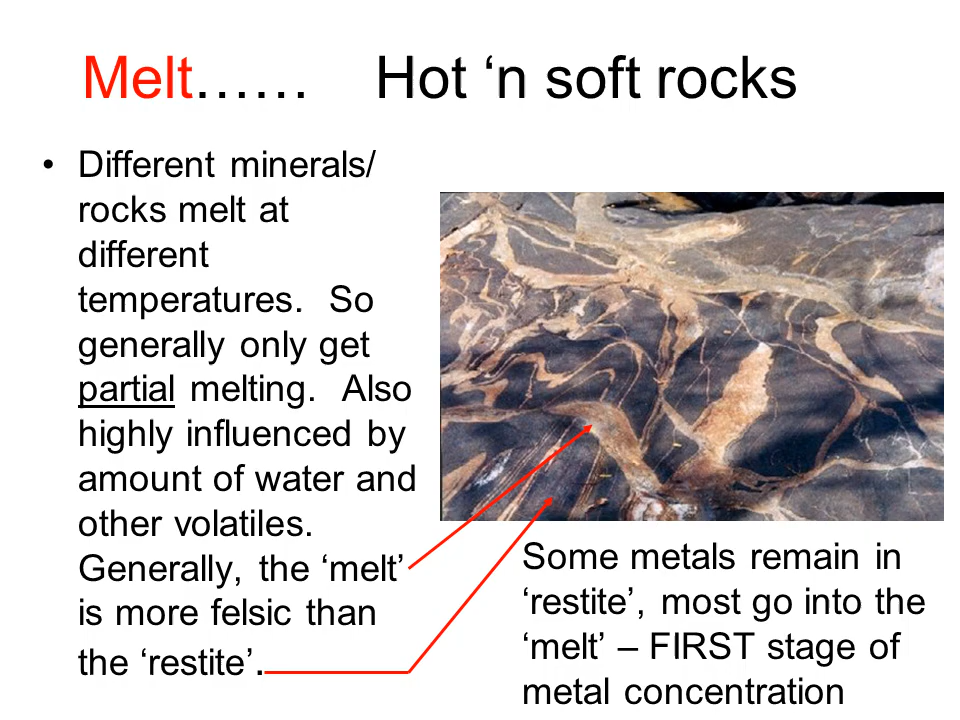 Melt…… Hot ‘n soft rocks
• Different minerals/
rocks melt at
different
temperatures. So
generally only get
partial melting. Also
highly influenced by
amount of water and
other volatiles.
Generally, the ‘melt’
is more felsic than
the ‘restite’.
Some metals remain in
‘restite’, most go into the
‘melt’ – FIRST stage of
metal concentration